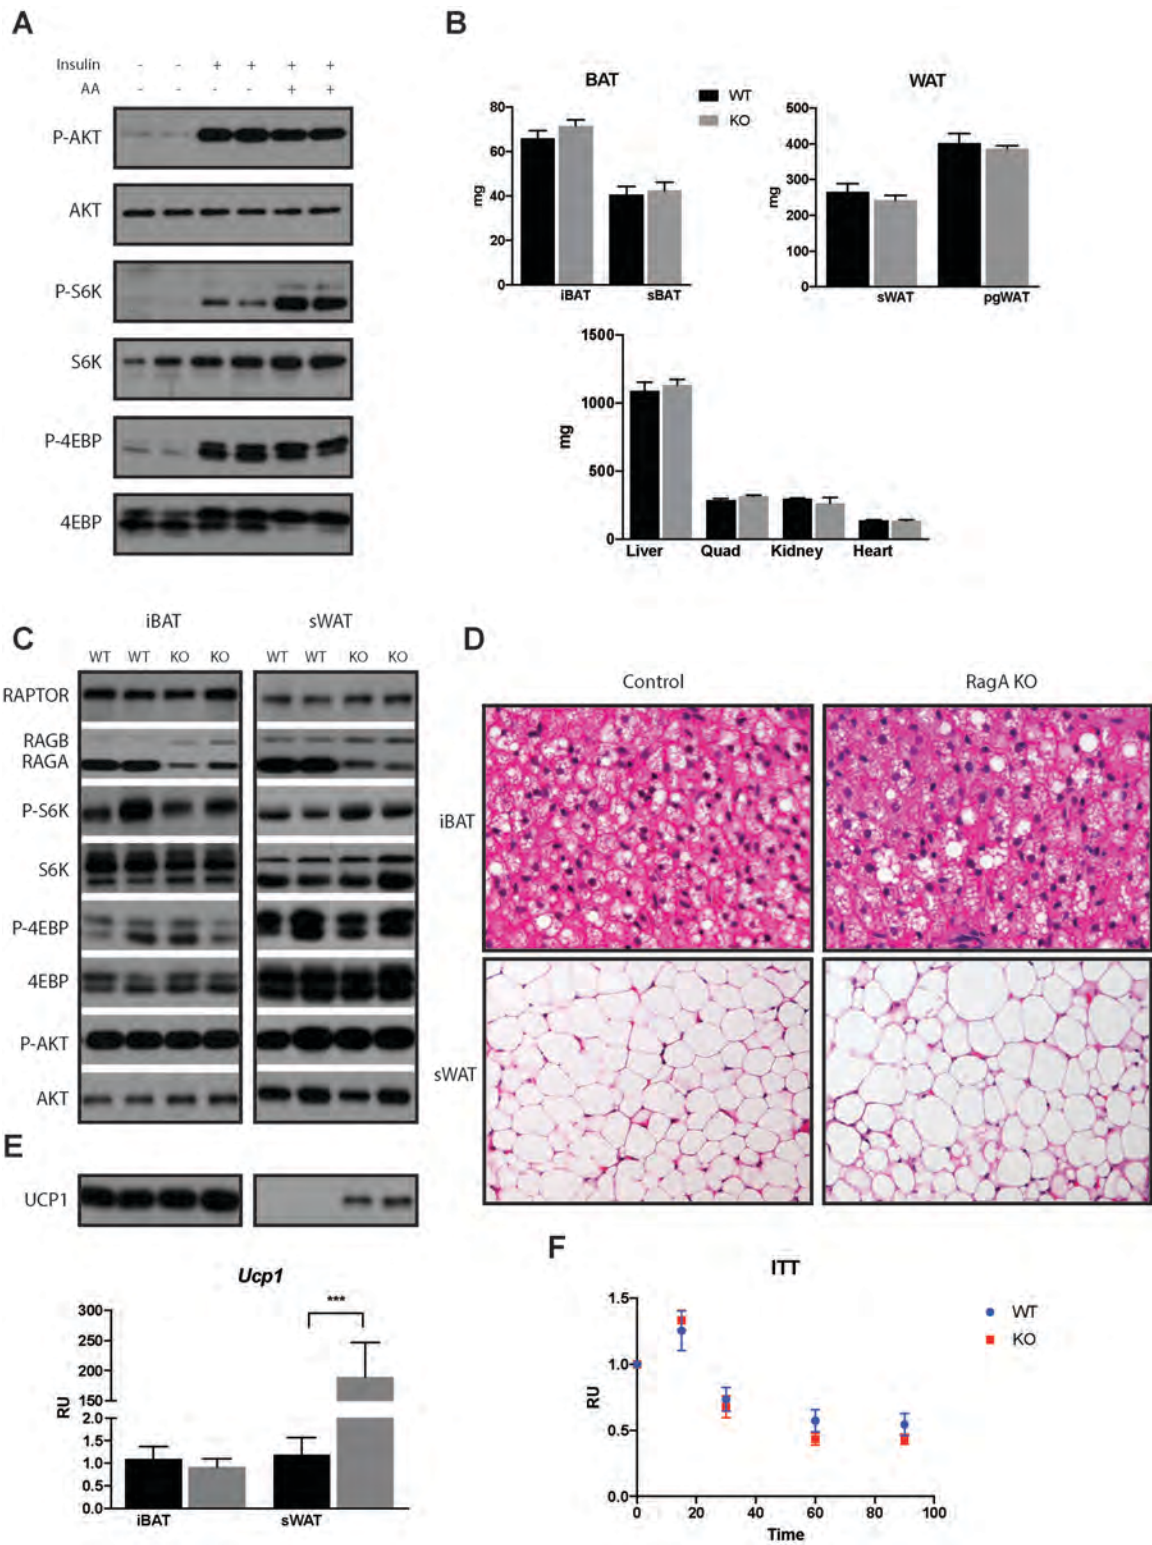 A
Insulin - - + + + +
AA - - - - + +
P-AKT
AKT
P-S6K
S6K
P-4EBP
4EBP
B
BAT
WT
KO
80
60
40
20
0
mg
iBAT sBAT
WAT
500
400
300
200
100
0
mg
sWAT pgWAT
1500
1000
500
0
mg
Liver Quad Kidney Heart
C
iBAT sWAT
WT WT KO KO WT WT KO KO
RAPTOR
RAGB
RAGA
P-S6K
S6K
P-4EBP
4EBP
P-AKT
AKT
D
Control RagA KO
iBAT
sWAT
E
UCP1
Ucp1
***
300
250
200
150
2.0
1.5
1.0
0.5
0.0
RU
iBAT sWAT
F
ITT
WT
KO
1.5
1.0
0.5
0.0
RU
0 20 40 60 80 100
Time